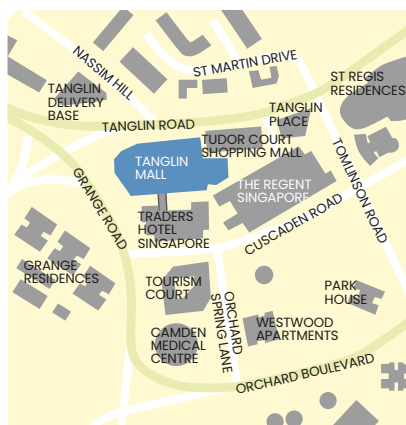 NASSIM HILL
ST MARTIN DRIVE
ST REGIS
RESIDENCES
TANGLIN
DELIVERY
BASE
TANGLIN
PLACE
TANGLIN ROAD
TUDOR COURT
SHOPPING MALL
TANGLIN
MALL
TOMLINSON ROAD
GRANGE ROAD
THE REGENT
SINGAPORE
TRADERS
HOTEL
SINGAPORE
CUSCADEN ROAD
GRANGE
RESIDENCES
TOURISM
COURT
PARK
HOUSE
ORCHARD
SPRING LANE
WESTWOOD
APARTMENTS
CAMDEN
MEDICAL
CENTRE
ORCHARD BOULEVARD